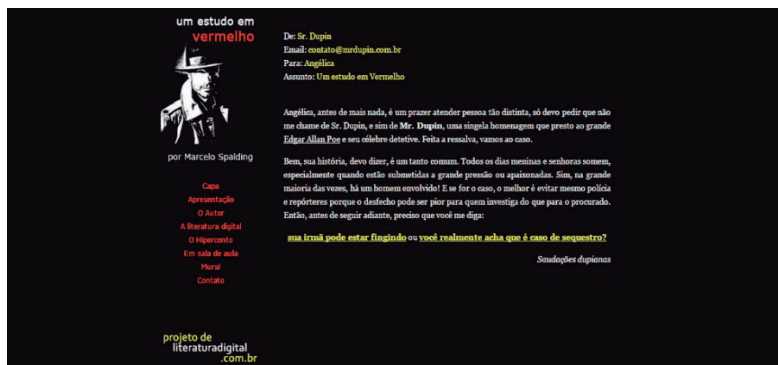 um estudo em
vermelho
por Marcelo Spalding
Capa
Apresentação
O Autor
A literatura digital
O Hiperconto
Em sala de aula
Mural
Contato
projeto de
literaturadigital
.com.br
De: Sr. Dupin
Email: contato@mrdupin.com.br
Para: Angélica
Assunto: Um estudo em Vermelho
Angélica, antes de mais nada, é um prazer atender pessoa tão distinta, só devo pedir que não
me chame de Sr. Dupin, e sim de Mr. Dupin, uma singela homenagem que presto ao grande
Edgar Allan Poe e seu célebre detetive. Feita a ressalva, vamos ao caso.
Bem, sua história, devo dizer, é um tanto comum. Todos os dias meninas e senhoras somem,
especialmente quando estão submetidas a grande pressão ou apaixonadas. Sim, na grande
maioria das vezes, há um homem envolvido! E se for o caso, o melhor é evitar mesmo polícia
e repórteres porque o desfecho pode ser pior para quem investiga do que para o procurado.
Então, antes de seguir adiante, preciso que você me diga:
sua irmã pode estar fingindo ou você realmente acha que é caso de sequestro?
Saudações dupianas